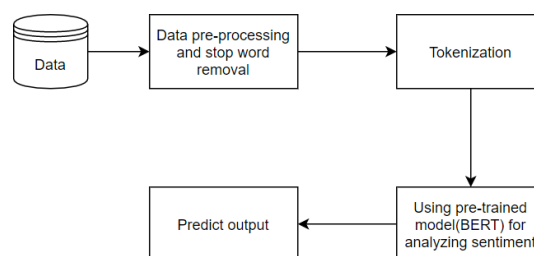 Data
Data pre-processing
and stop word
removal
Tokenization
Using pre-trained
model(BERT) for
analyzing sentiment
Predict output